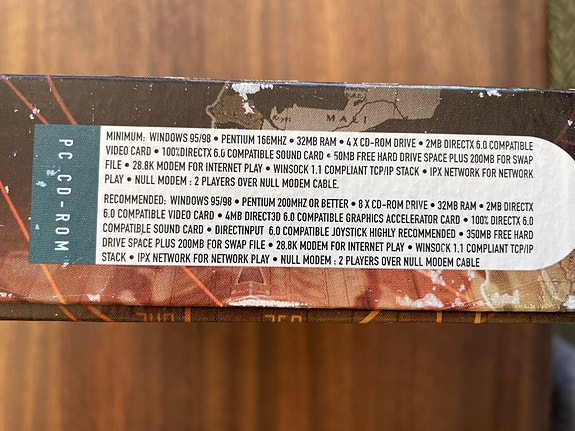 MALI
PC CD-ROM
MINIMUM: WINDOWS 95/98 • PENTIUM 166MHZ • 32MB RAM • 4 X CD-ROM DRIVE • 2MB DIRECTX 6.0 COMPATIBLE
VIDEO CARD • 100%DIRECTX 6.0 COMPATIBLE SOUND CARD • 50MB FREE HARD DRIVE SPACE PLUS 200MB FOR SWAP
FILE • 28.8K MODEM FOR INTERNET PLAY • WINSOCK 1.1 COMPLIANT TCP/IP STACK • IPX NETWORK FOR NETWORK
PLAY • NULL MODEM : 2 PLAYERS OVER NULL MODEM CABLE.
RECOMMENDED: WINDOWS 95/98 • PENTIUM 200MHZ OR BETTER • 8 X CD-ROM DRIVE • 32MB RAM • 2MB DIRECTX
6.0 COMPATIBLE VIDEO CARD • 4MB DIRECT3D 6.0 COMPATIBLE GRAPHICS ACCELERATOR CARD • 100% DIRECTX 6.0
COMPATIBLE SOUND CARD • DIRECTINPUT 6.0 COMPATIBLE JOYSTICK HIGHLY RECOMMENDED • 350MB FREE HARD
DRIVE SPACE PLUS 200MB FOR SWAP FILE • 28.8K MODEM FOR INTERNET PLAY • WINSOCK 1.1 COMPLIANT TCP/IP
STACK • IPX NETWORK FOR NETWORK PLAY • NULL MODEM : 2 PLAYERS OVER NULL MODEM CABLE